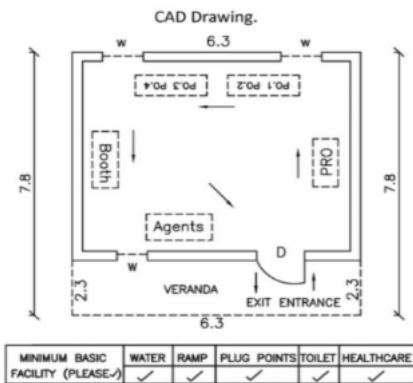 CAD Drawing.
W 6.3 W
PO.4 PO.3 PO.2 PO.1
7.8
Booth
PRO
7.8
Agents
D
W
2.3
VERANDA
EXIT ENTRANCE
2.3
6.3
MINIMUM BASIC FACILITY (PLEASE✓) WATER RAMP PLUG POINTS TOILET HEALTHCARE
✓ ✓ ✓ ✓ ✓